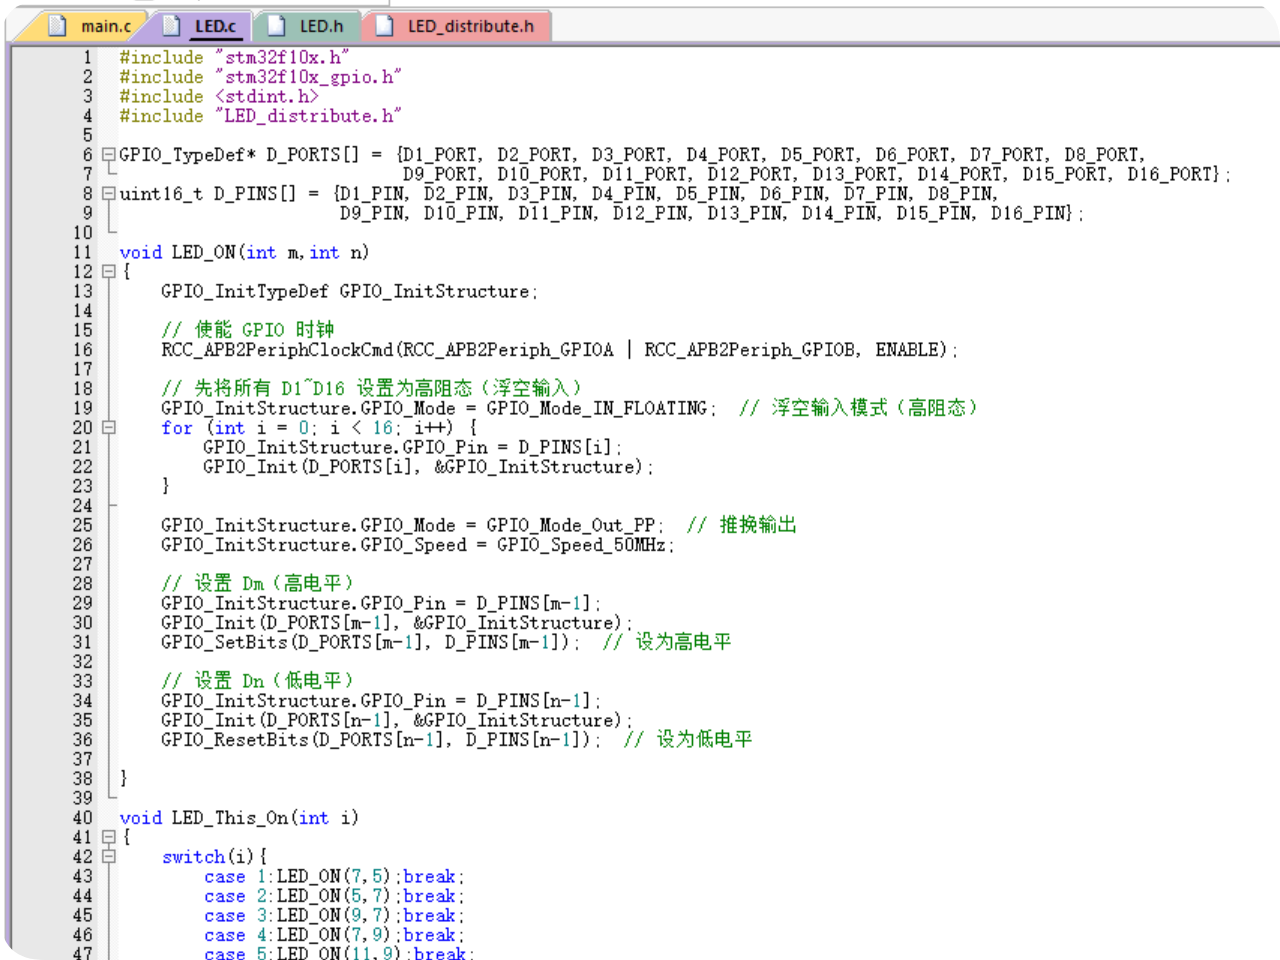 main.c LED.c LED.h LED_distribute.h
1 #include "stm32f10x.h"
2 #include "stm32f10x_gpio.h"
3 #include <stdint.h>
4 #include "LED_distribute.h"
5
6 GPIO_TypeDef* D_PORTS[] = {D1_PORT, D2_PORT, D3_PORT, D4_PORT, D5_PORT, D6_PORT, D7_PORT, D8_PORT,
7 D9_PORT, D10_PORT, D11_PORT, D12_PORT, D13_PORT, D14_PORT, D15_PORT, D16_PORT};
8 uint16_t D_PINS[] = {D1_PIN, D2_PIN, D3_PIN, D4_PIN, D5_PIN, D6_PIN, D7_PIN, D8_PIN,
9 D9_PIN, D10_PIN, D11_PIN, D12_PIN, D13_PIN, D14_PIN, D15_PIN, D16_PIN};
10
11 void LED_ON(int m,int n)
12 {
13 GPIO_InitTypeDef GPIO_InitStructure;
14
15 // 使能 GPIO 时钟
16 RCC_APB2PeriphClockCmd(RCC_APB2Periph_GPIOA | RCC_APB2Periph_GPIOB, ENABLE);
17
18 // 先将所有 D1~D16 设置为高阻态（浮空输入）
19 GPIO_InitStructure.GPIO_Mode = GPIO_Mode_IN_FLOATING; // 浮空输入模式（高阻态）
20 for (int i = 0; i < 16; i++) {
21 GPIO_InitStructure.GPIO_Pin = D_PINS[i];
22 GPIO_Init(D_PORTS[i], &GPIO_InitStructure);
23 }
24
25 GPIO_InitStructure.GPIO_Mode = GPIO_Mode_Out_PP; // 推挽输出
26 GPIO_InitStructure.GPIO_Speed = GPIO_Speed_50MHz;
27
28 // 设置 Dm（高电平）
29 GPIO_InitStructure.GPIO_Pin = D_PINS[m-1];
30 GPIO_Init(D_PORTS[m-1], &GPIO_InitStructure);
31 GPIO_SetBits(D_PORTS[m-1], D_PINS[m-1]); // 设为高电平
32
33 // 设置 Dn（低电平）
34 GPIO_InitStructure.GPIO_Pin = D_PINS[n-1];
35 GPIO_Init(D_PORTS[n-1], &GPIO_InitStructure);
36 GPIO_ResetBits(D_PORTS[n-1], D_PINS[n-1]); // 设为低电平
37
38 }
39
40 void LED_This_On(int i)
41 {
42 switch(i){
43 case 1:LED_ON(7,5);break;
44 case 2:LED_ON(5,7);break;
45 case 3:LED_ON(9,7);break;
46 case 4:LED_ON(7,9);break;
47 case 5:LED_ON(11,9);break;